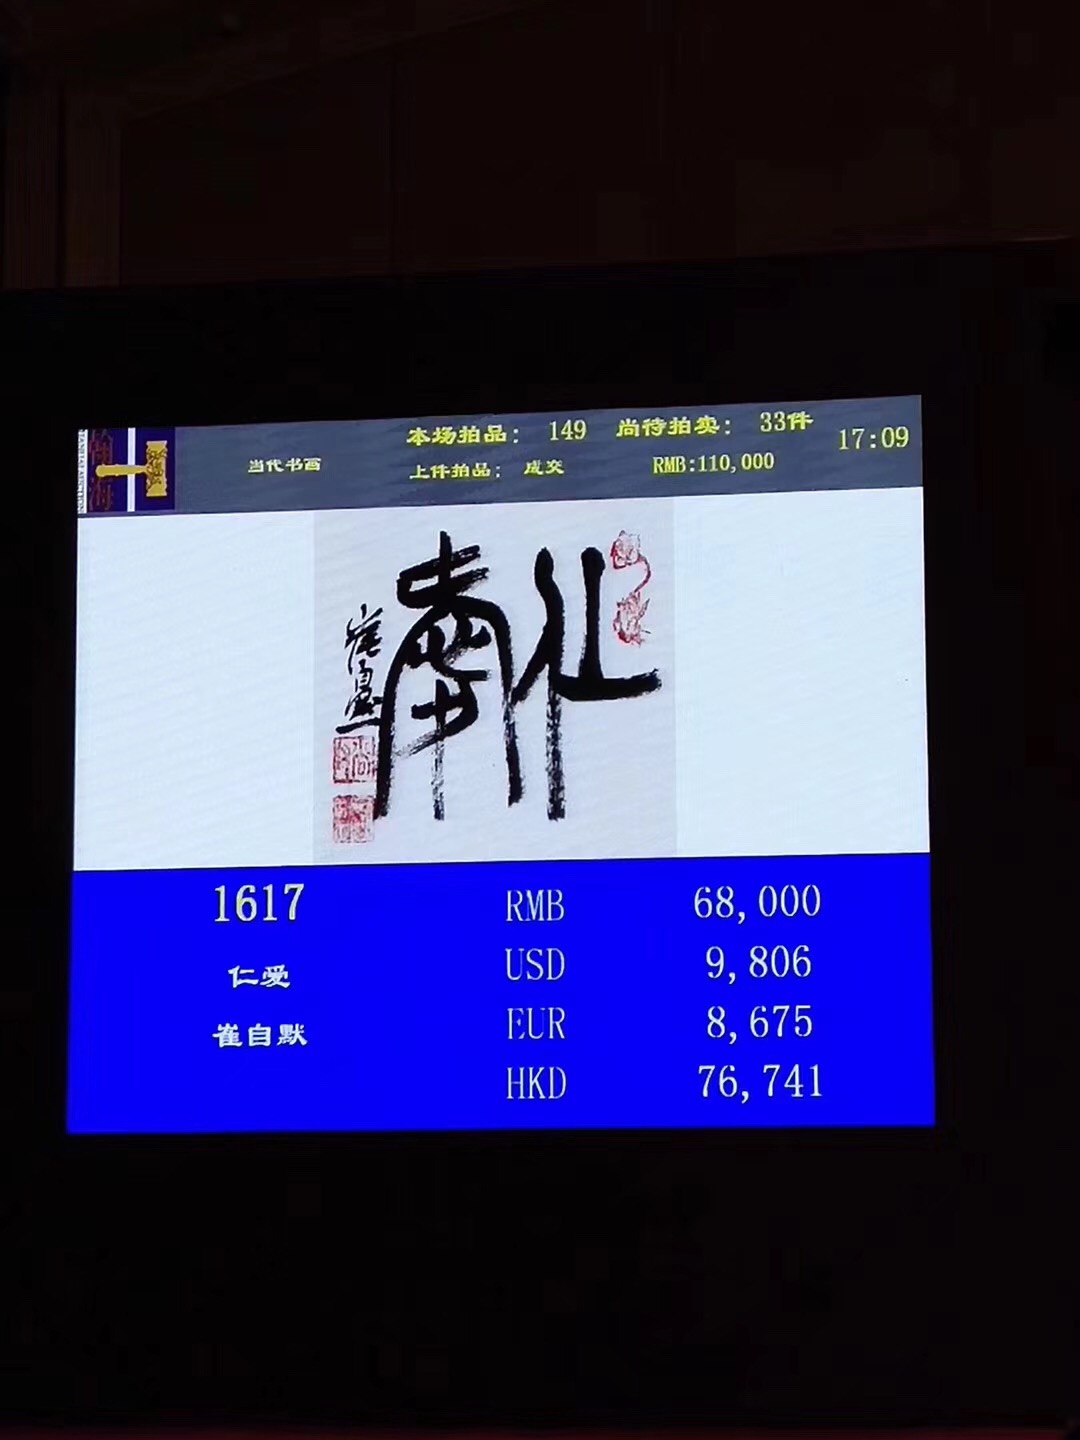 翰海
当代书画
本场拍品： 149 尚待拍卖： 33件
上件拍品： 成交 RMB:110,000
17:09
1617
仁爱
崔自默
RMB 68,000
USD 9,806
EUR 8,675
HKD 76,741